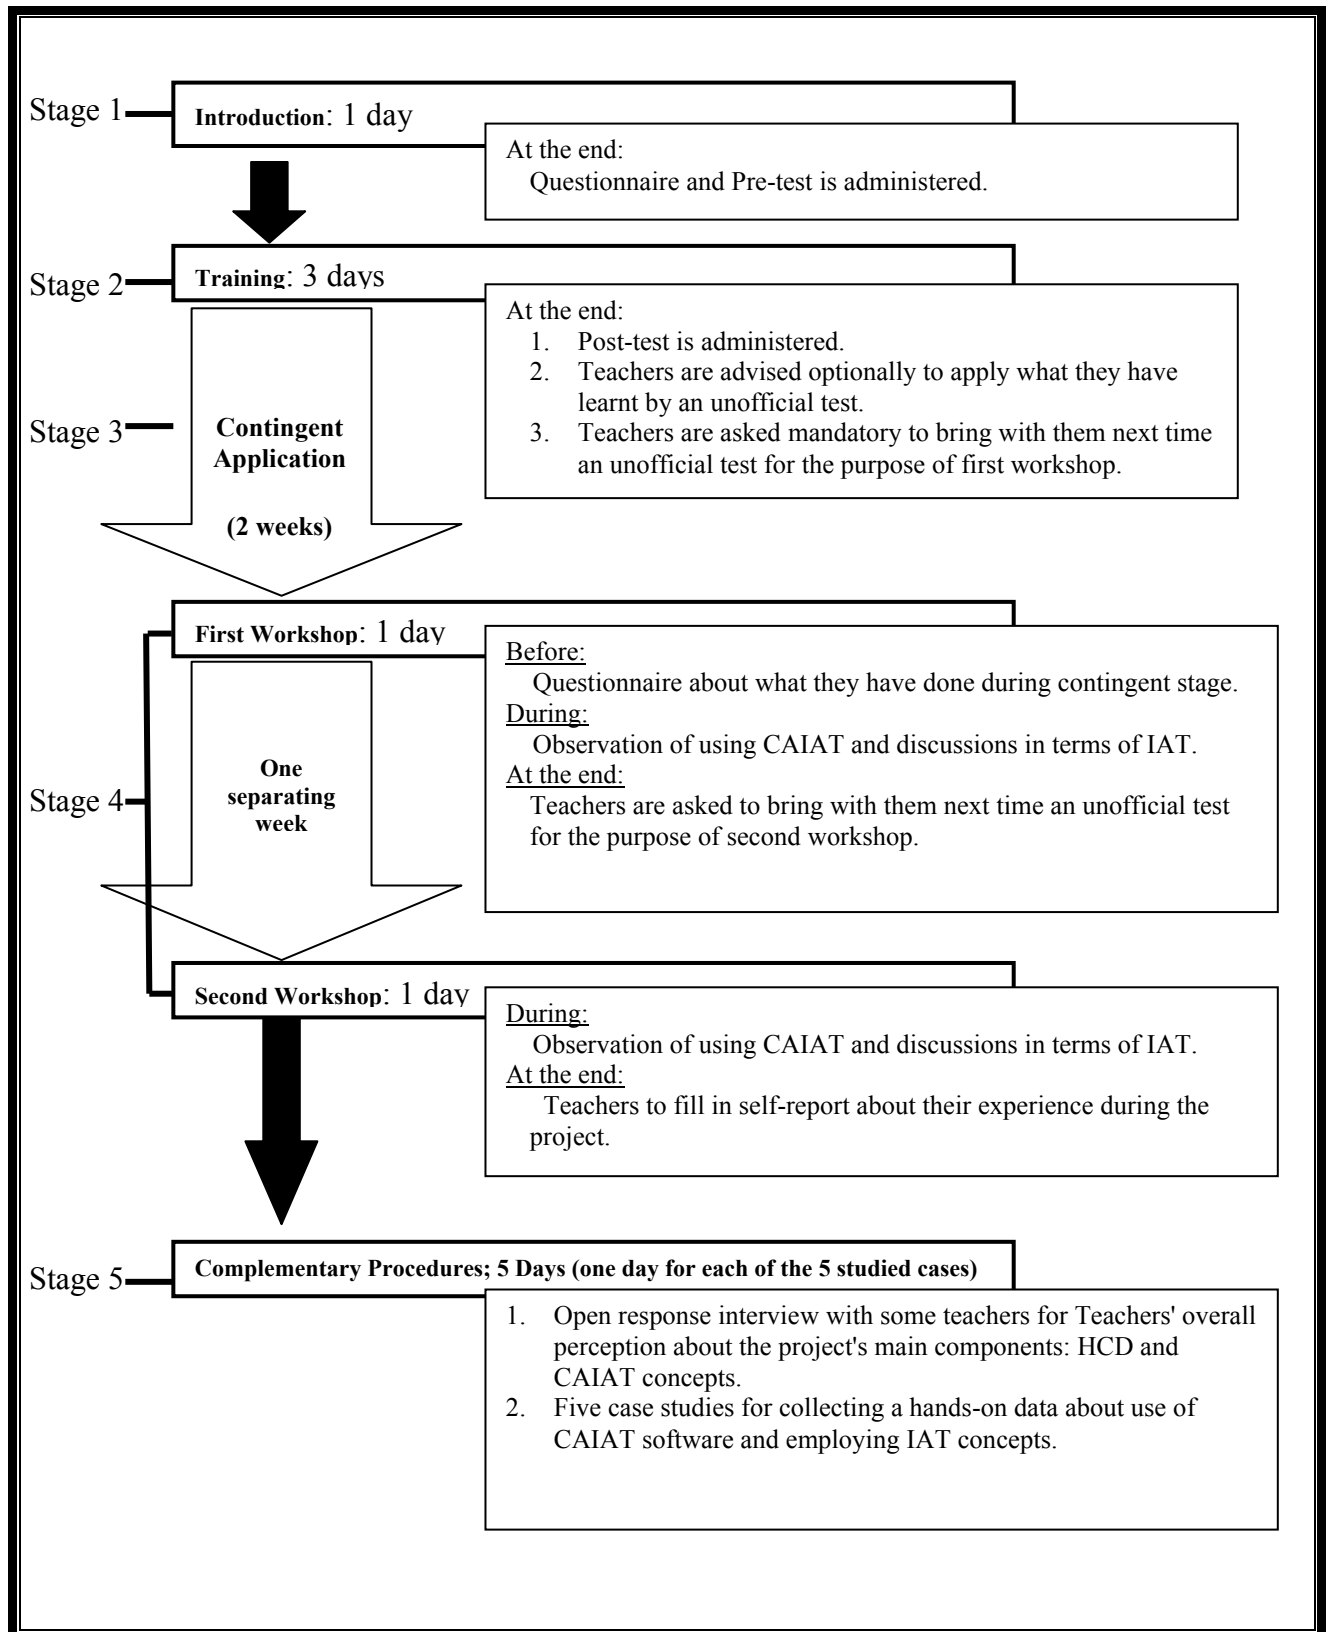 Stage 1
Introduction: 1 day
At the end:
Questionnaire and Pre-test is administered.
Stage 2
Training: 3 days
At the end:
1. Post-test is administered.
2. Teachers are advised optionally to apply what they have
learnt by an unofficial test.
3. Teachers are asked mandatory to bring with them next time
an unofficial test for the purpose of first workshop.
Stage 3
Contingent
Application
(2 weeks)
First Workshop: 1 day
Before:
Questionnaire about what they have done during contingent stage.
During:
Observation of using CAIAT and discussions in terms of IAT.
At the end:
Teachers are asked to bring with them next time an unofficial test
for the purpose of second workshop.
Stage 4
One
separating
week
Second Workshop: 1 day
During:
Observation of using CAIAT and discussions in terms of IAT.
At the end:
Teachers to fill in self-report about their experience during the
project.
Stage 5
Complementary Procedures; 5 Days (one day for each of the 5 studied cases)
1. Open response interview with some teachers for Teachers' overall
perception about the project's main components: HCD and
CAIAT concepts.
2. Five case studies for collecting a hands-on data about use of
CAIAT software and employing IAT concepts.